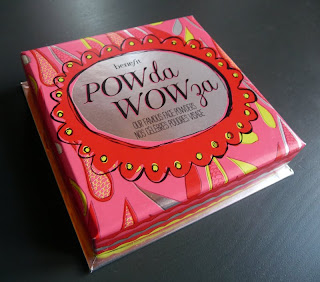 benefit
POWda
WOWza
OUR FAMOUS FACE POWDERS
NOS CÉLÈBRES POUDRES VISAGE